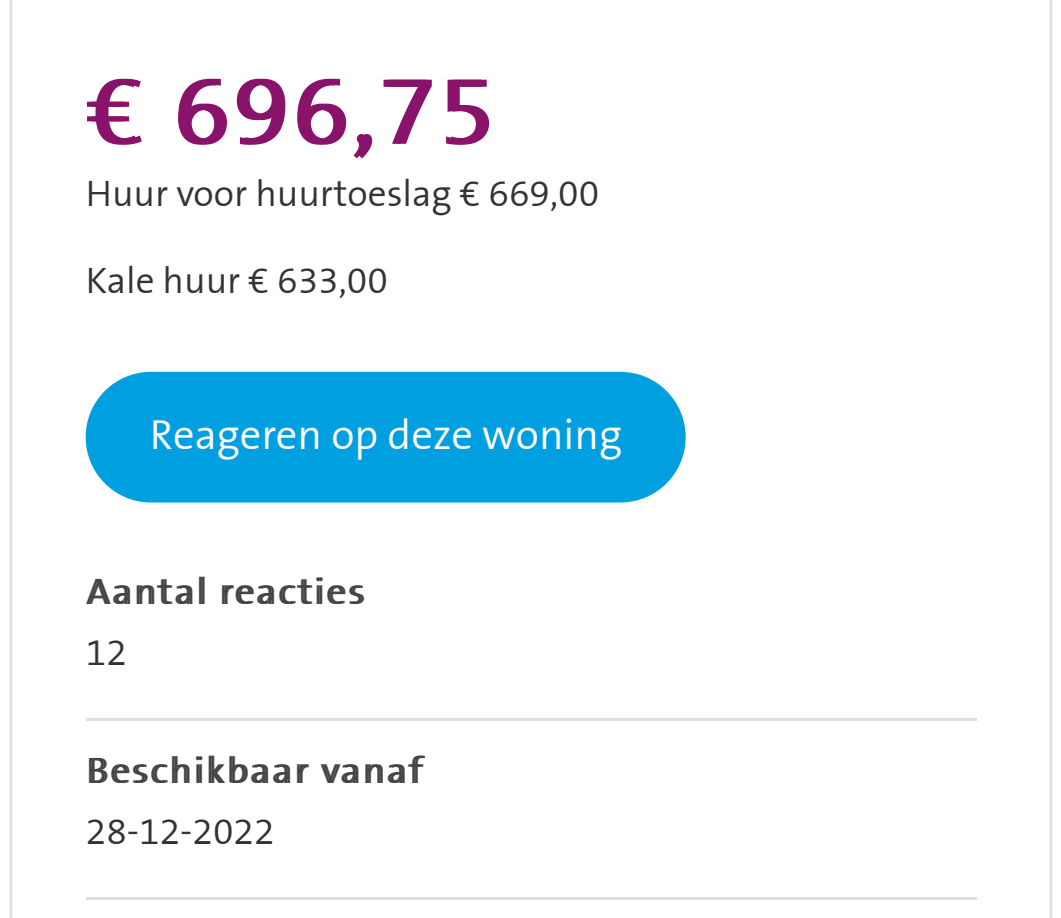 € 696,75
Huur voor huurtoeslag € 669,00
Kale huur € 633,00
Reageren op deze woning
Aantal reacties
12
Beschikbaar vanaf
28-12-2022